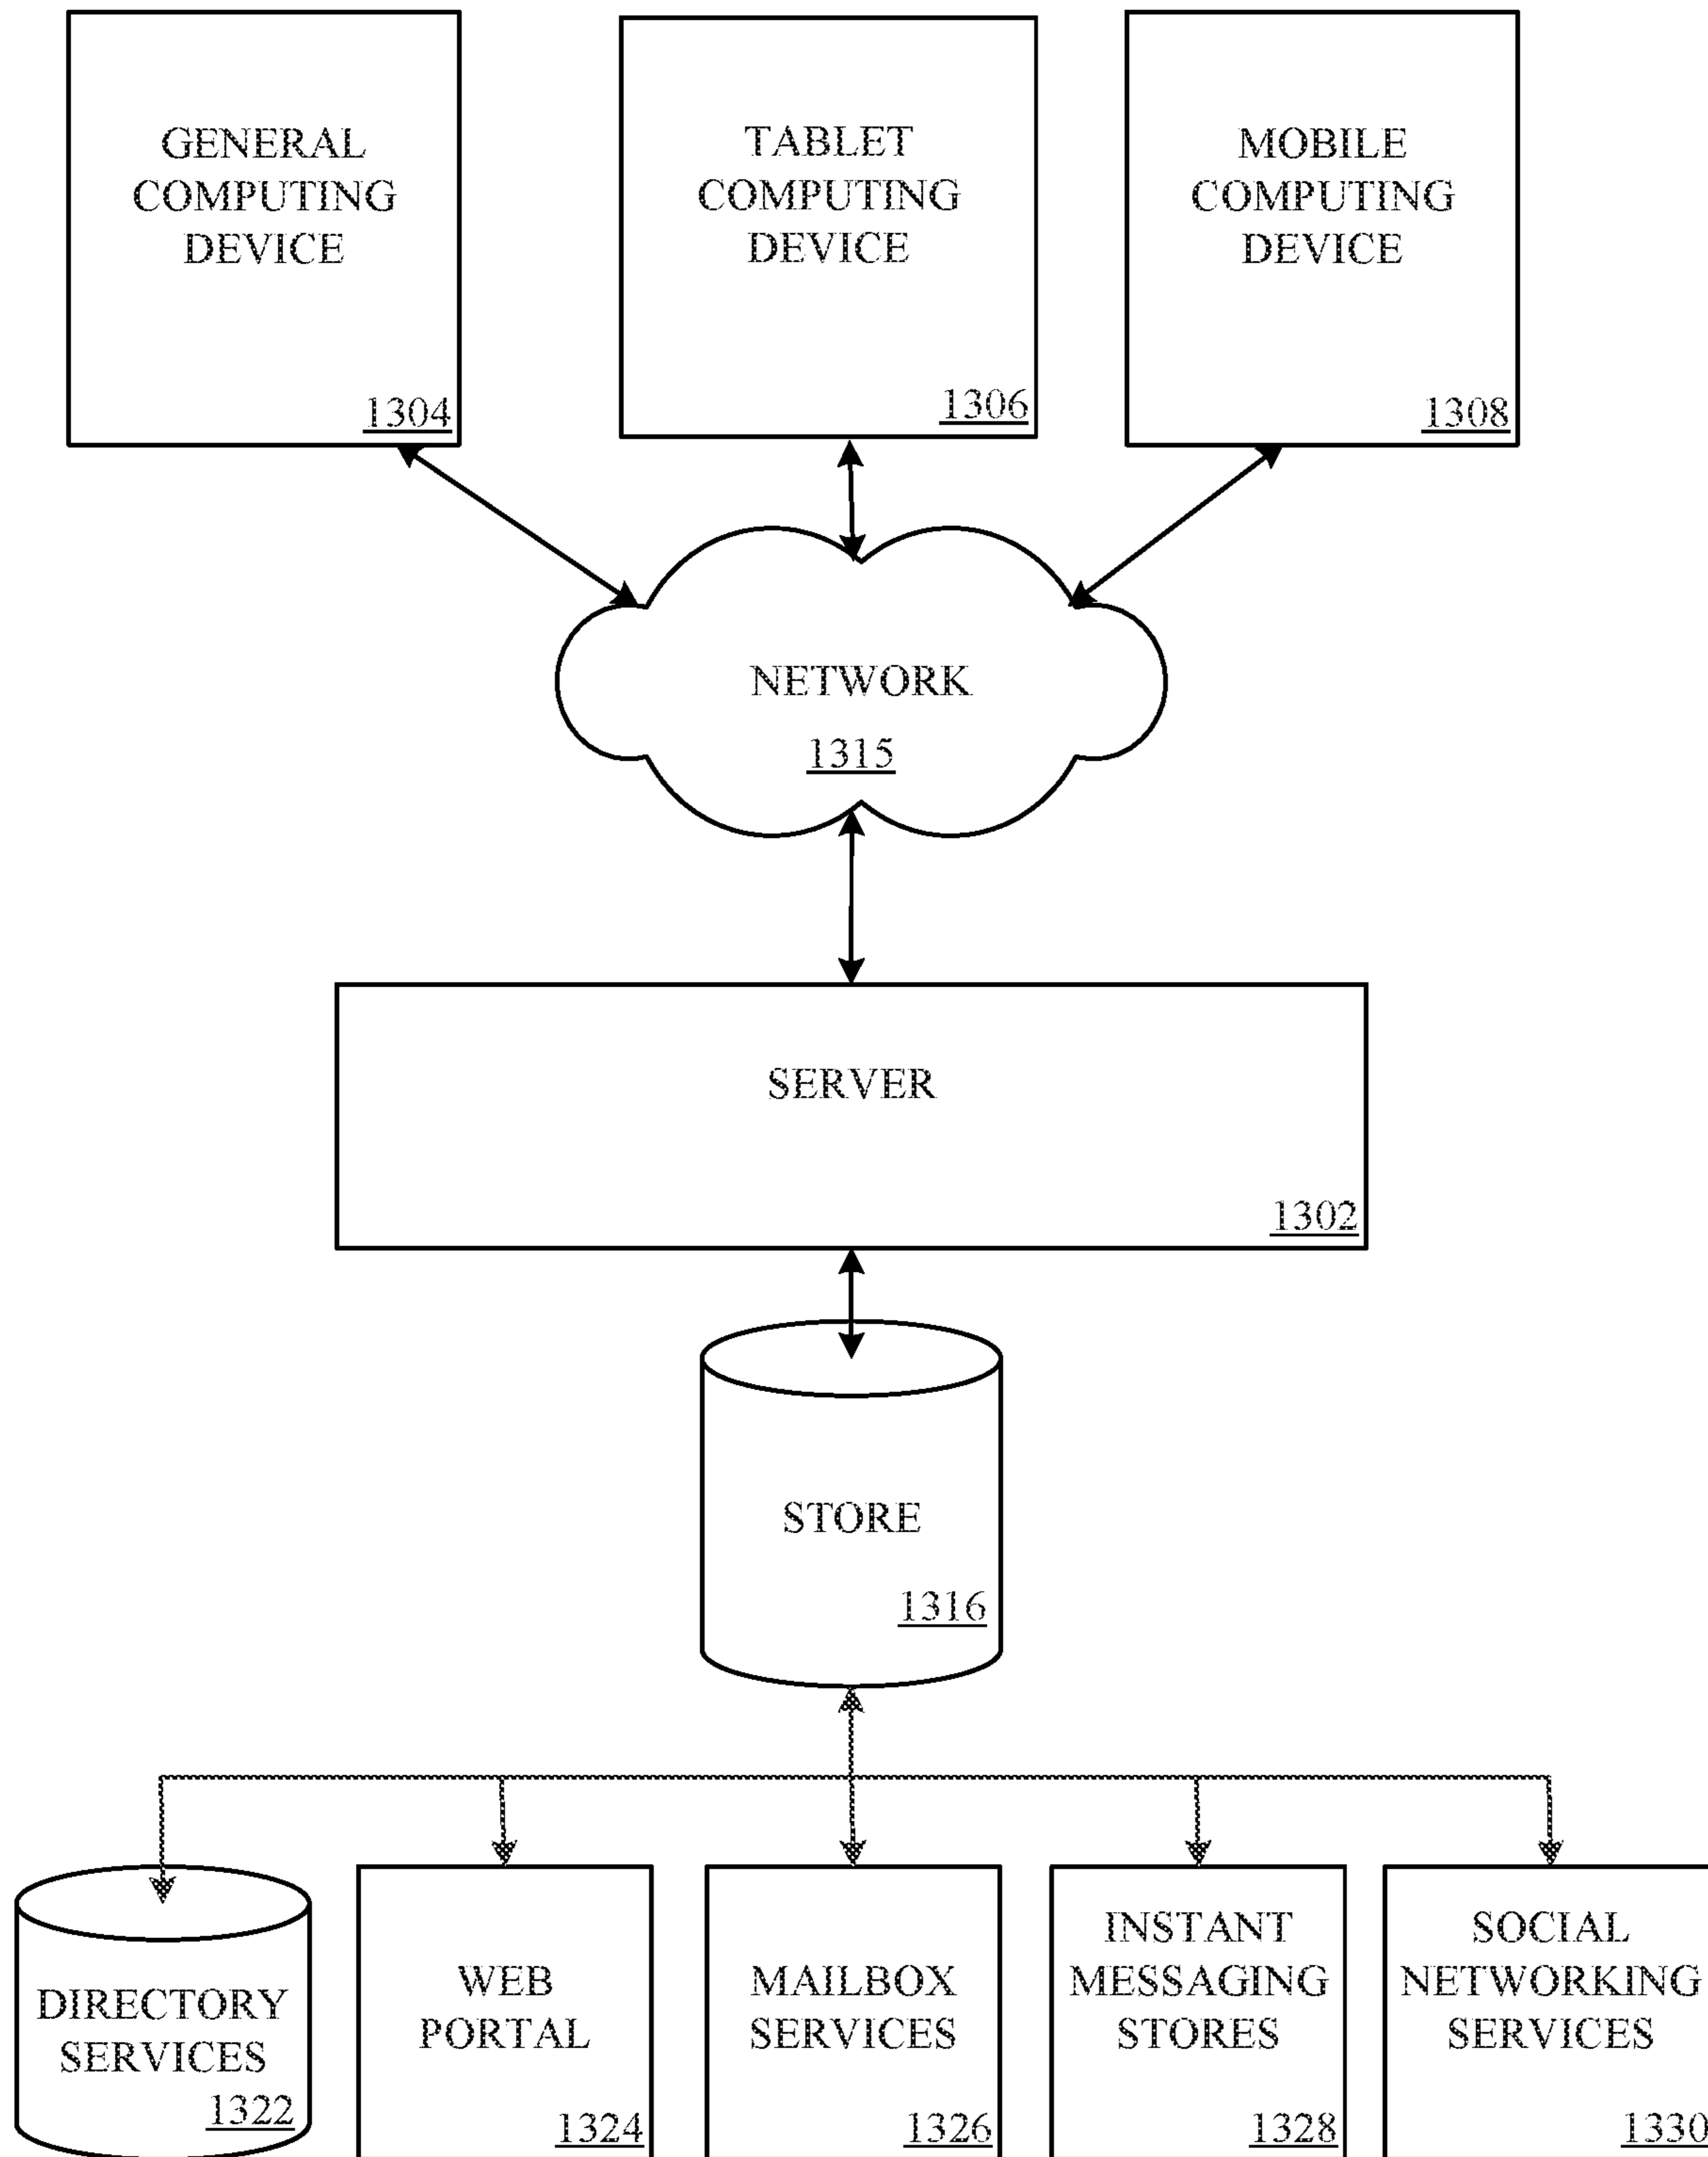 GENERAL
COMPUTING
DEVICE
1304
TABLET
COMPUTING
DEVICE
1306
MOBILE
COMPUTING
DEVICE
1308
NETWORK
1315
SERVER
1302
STORE
1316
DIRECTORY
SERVICES
1322
WEB
PORTAL
1324
MAILBOX
SERVICES
1326
INSTANT
MESSAGING
STORES
1328
SOCIAL
NETWORKING
SERVICES
1330